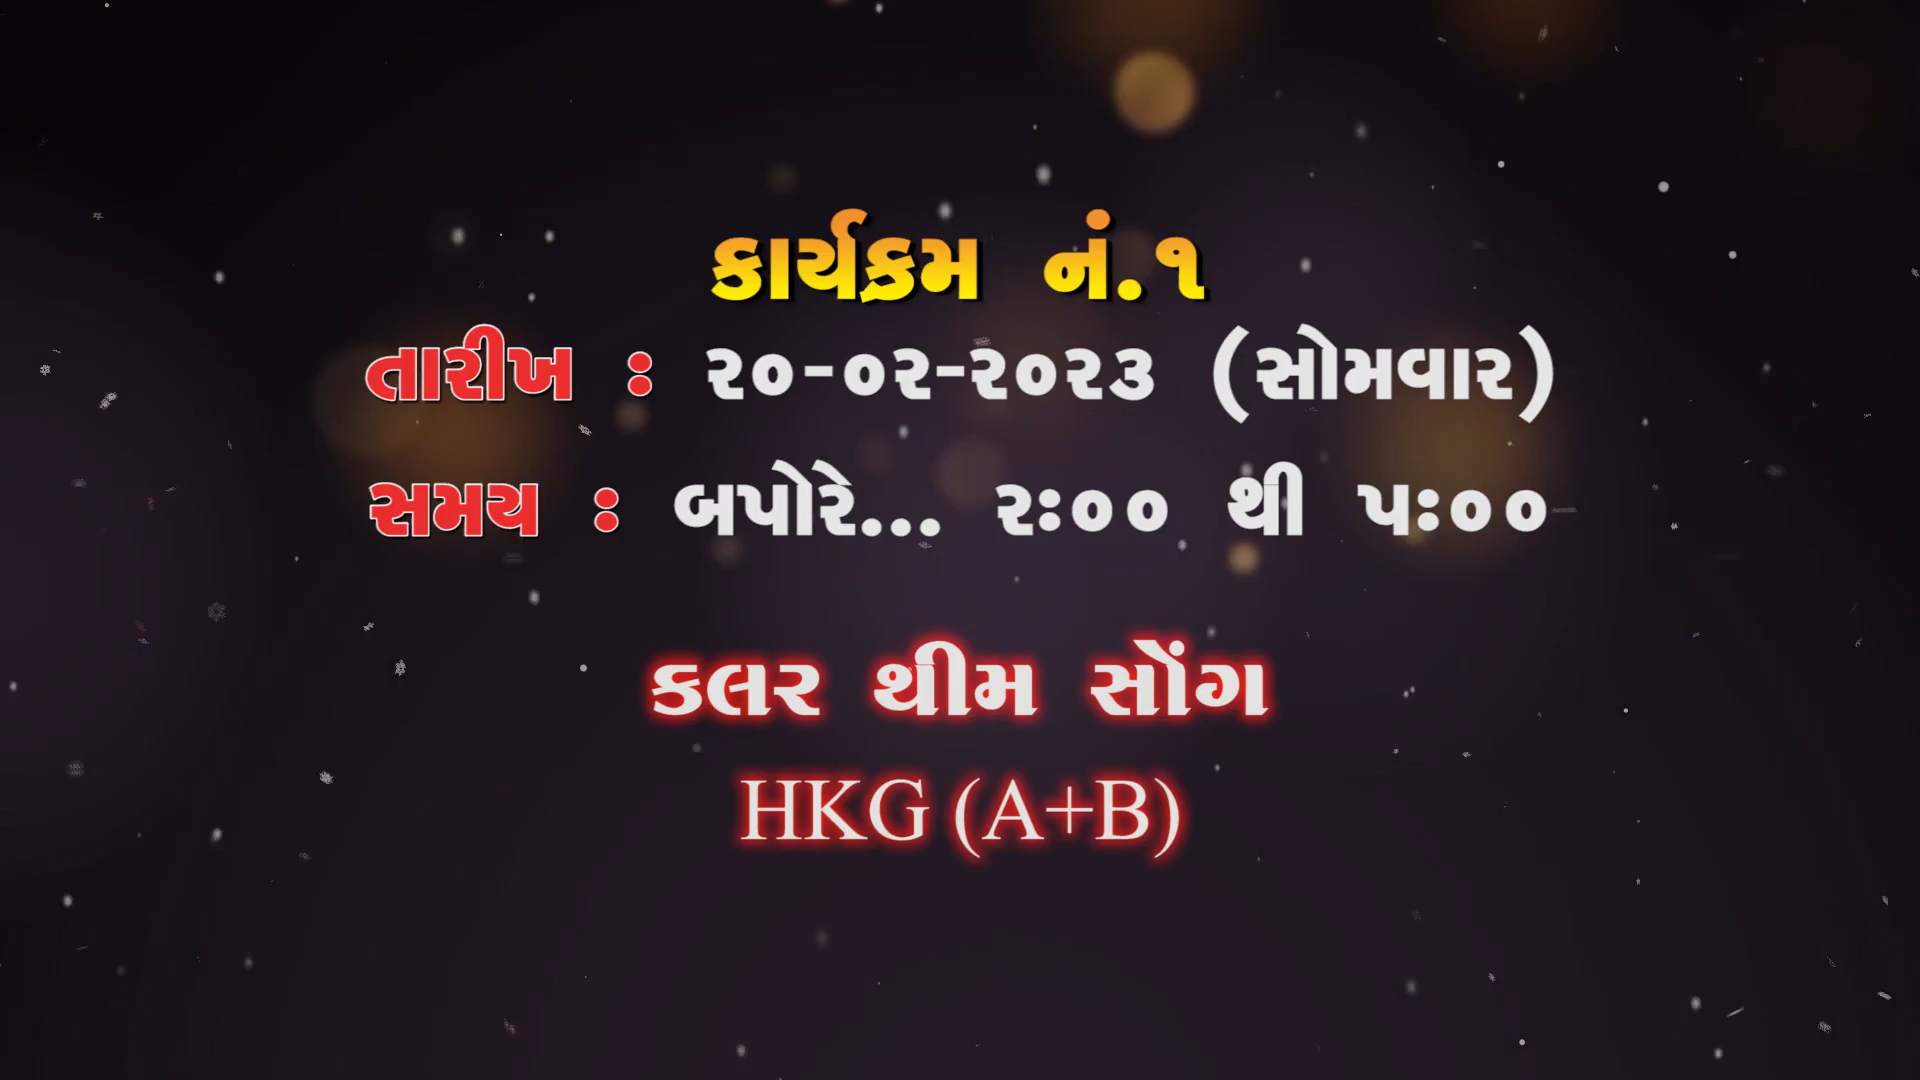 કાર્યક્રમ નં.૧
તારીખ : ૨૦-૦૨-૨૦૨૩ (સોમવાર)
સમય : બપોરે... ૨:૦૦ થી ૫:૦૦
કલર થીમ સોંગ
HKG (A+B)